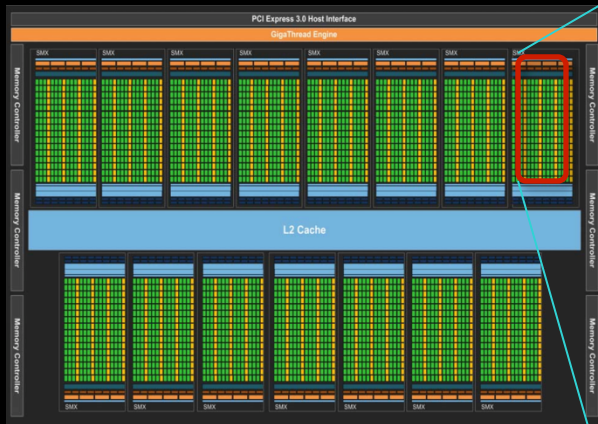 PCI Express 3.0 Host Interface
GigaThread Engine
SMX SMX SMX SMX SMX SMX SMX SMX
Memory Controller
Memory Controller
Memory Controller
Memory Controller
Memory Controller
Memory Controller
L2 Cache
SMX SMX SMX SMX SMX SMX SMX